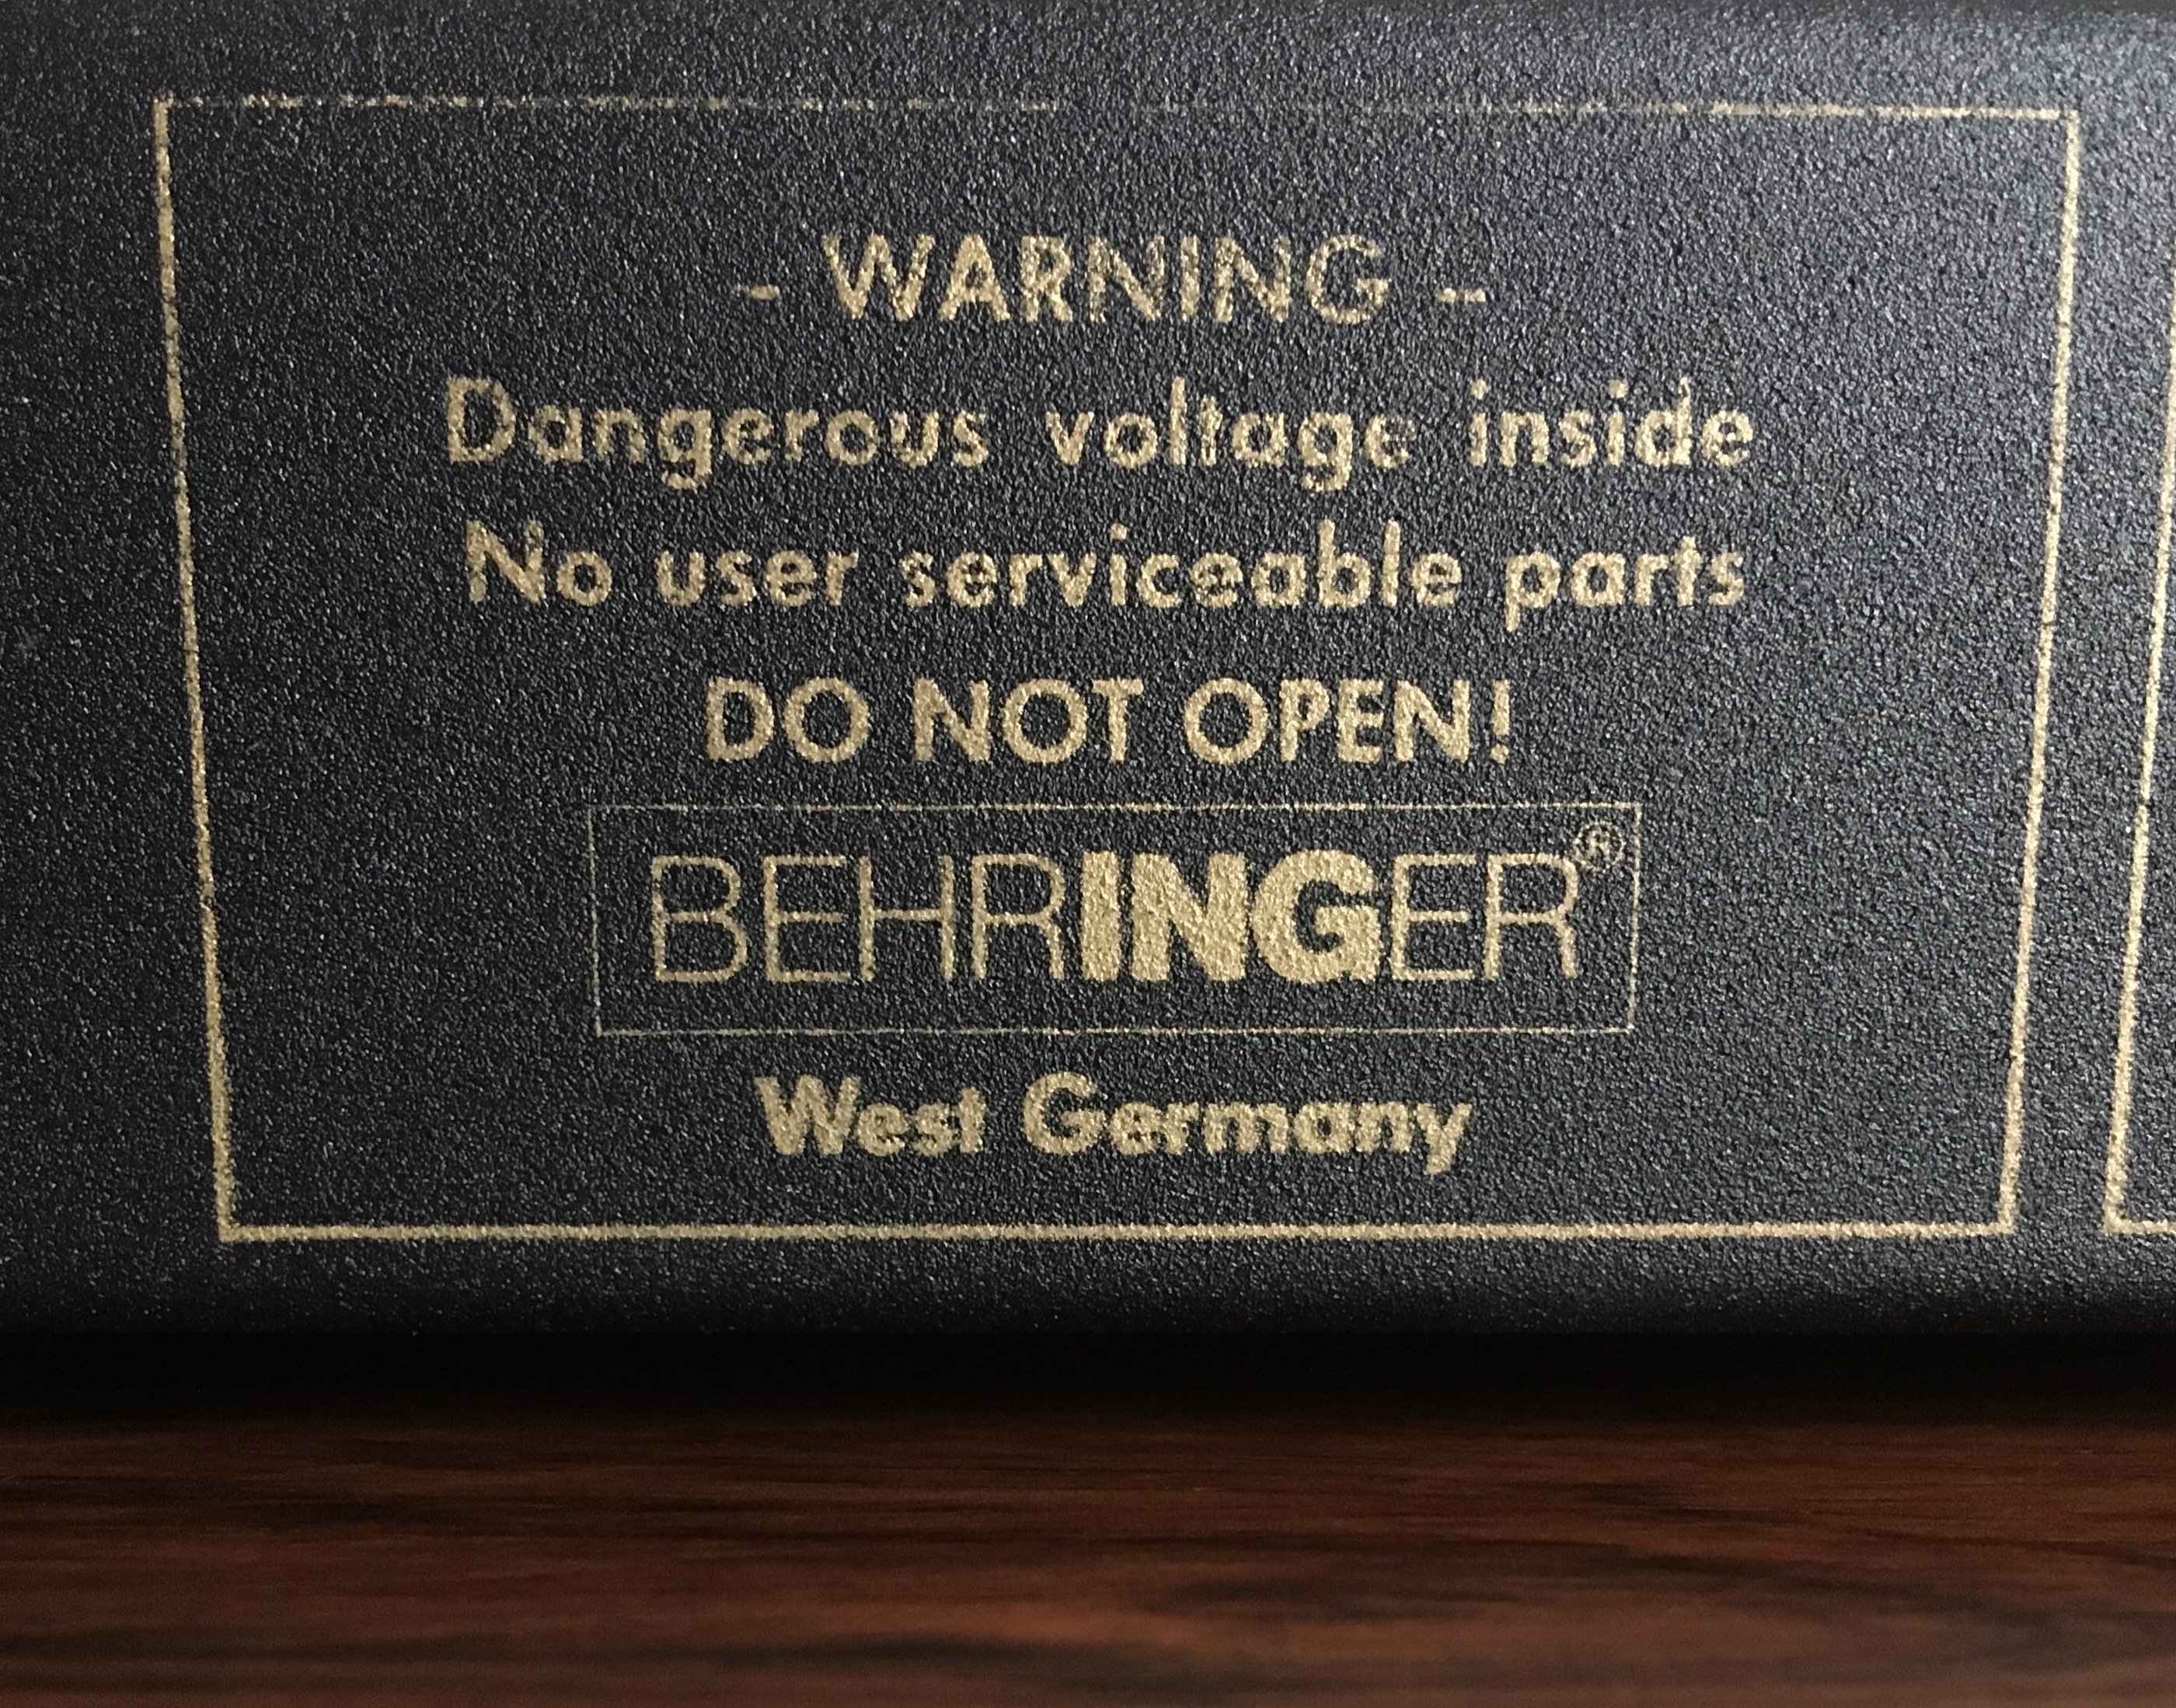 - WARNING -
Dangerous voltage inside
No user serviceable parts
DO NOT OPEN!
BEHRINGER®
West Germany